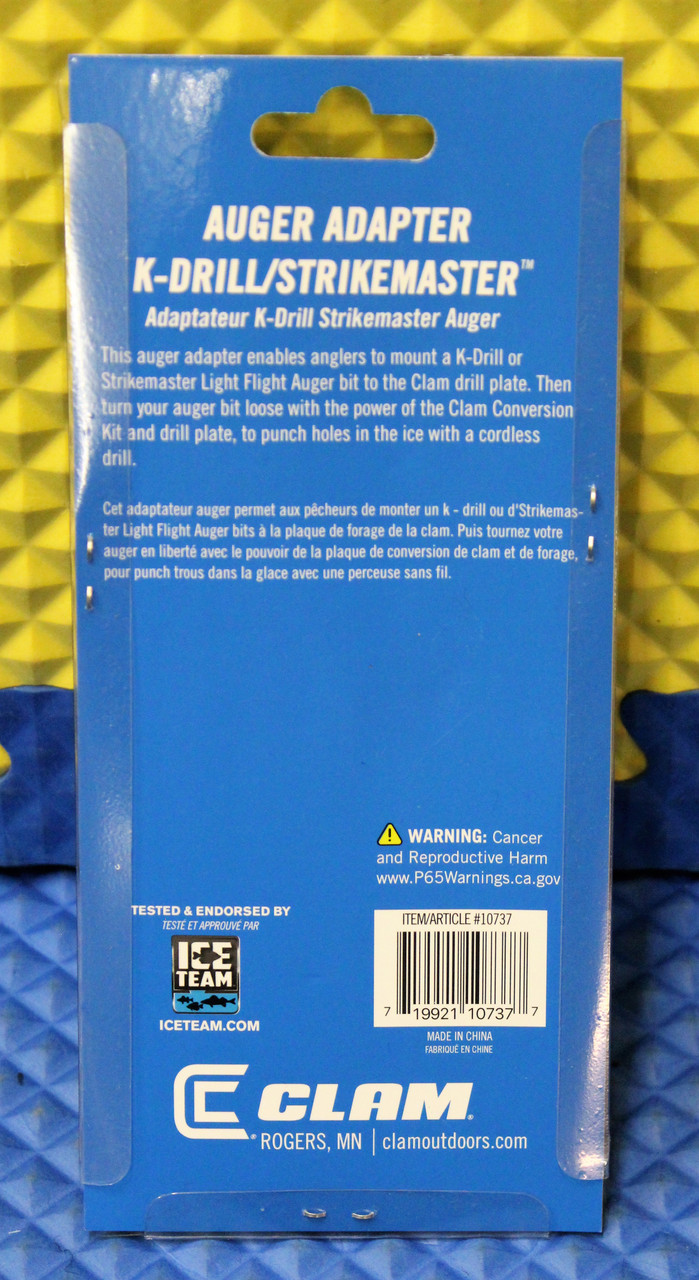 AUGER ADAPTER
K-DRILL/STRIKEMASTER™
Adaptateur K-Drill Strikemaster Auger
This auger adapter enables anglers to mount a K-Drill or
Strikemaster Light Flight Auger bit to the Clam drill plate. Then
turn your auger bit loose with the power of the Clam Conversion
Kit and drill plate, to punch holes in the ice with a cordless
drill.
Cet adaptateur auger permet aux pêcheurs de monter un k - drill ou d'Strikemas-
ter Light Flight Auger bits à la plaque de forage de la clam. Puis tournez votre
auger en liberté avec le pouvoir de la plaque de conversion de clam et de forage,
pour punch trous dans la glace avec une perceuse sans fil.
WARNING: Cancer
and Reproductive Harm
www.P65Warnings.ca.gov
TESTED & ENDORSED BY
TESTÉ ET APPROUVÉ PAR
ICE
TEAM
ICETEAM.COM
ITEM/ARTICLE #10737
7 19921 10737 7
MADE IN CHINA
FABRIQUÉ EN CHINE
CLAM®
ROGERS, MN | clamoutdoors.com